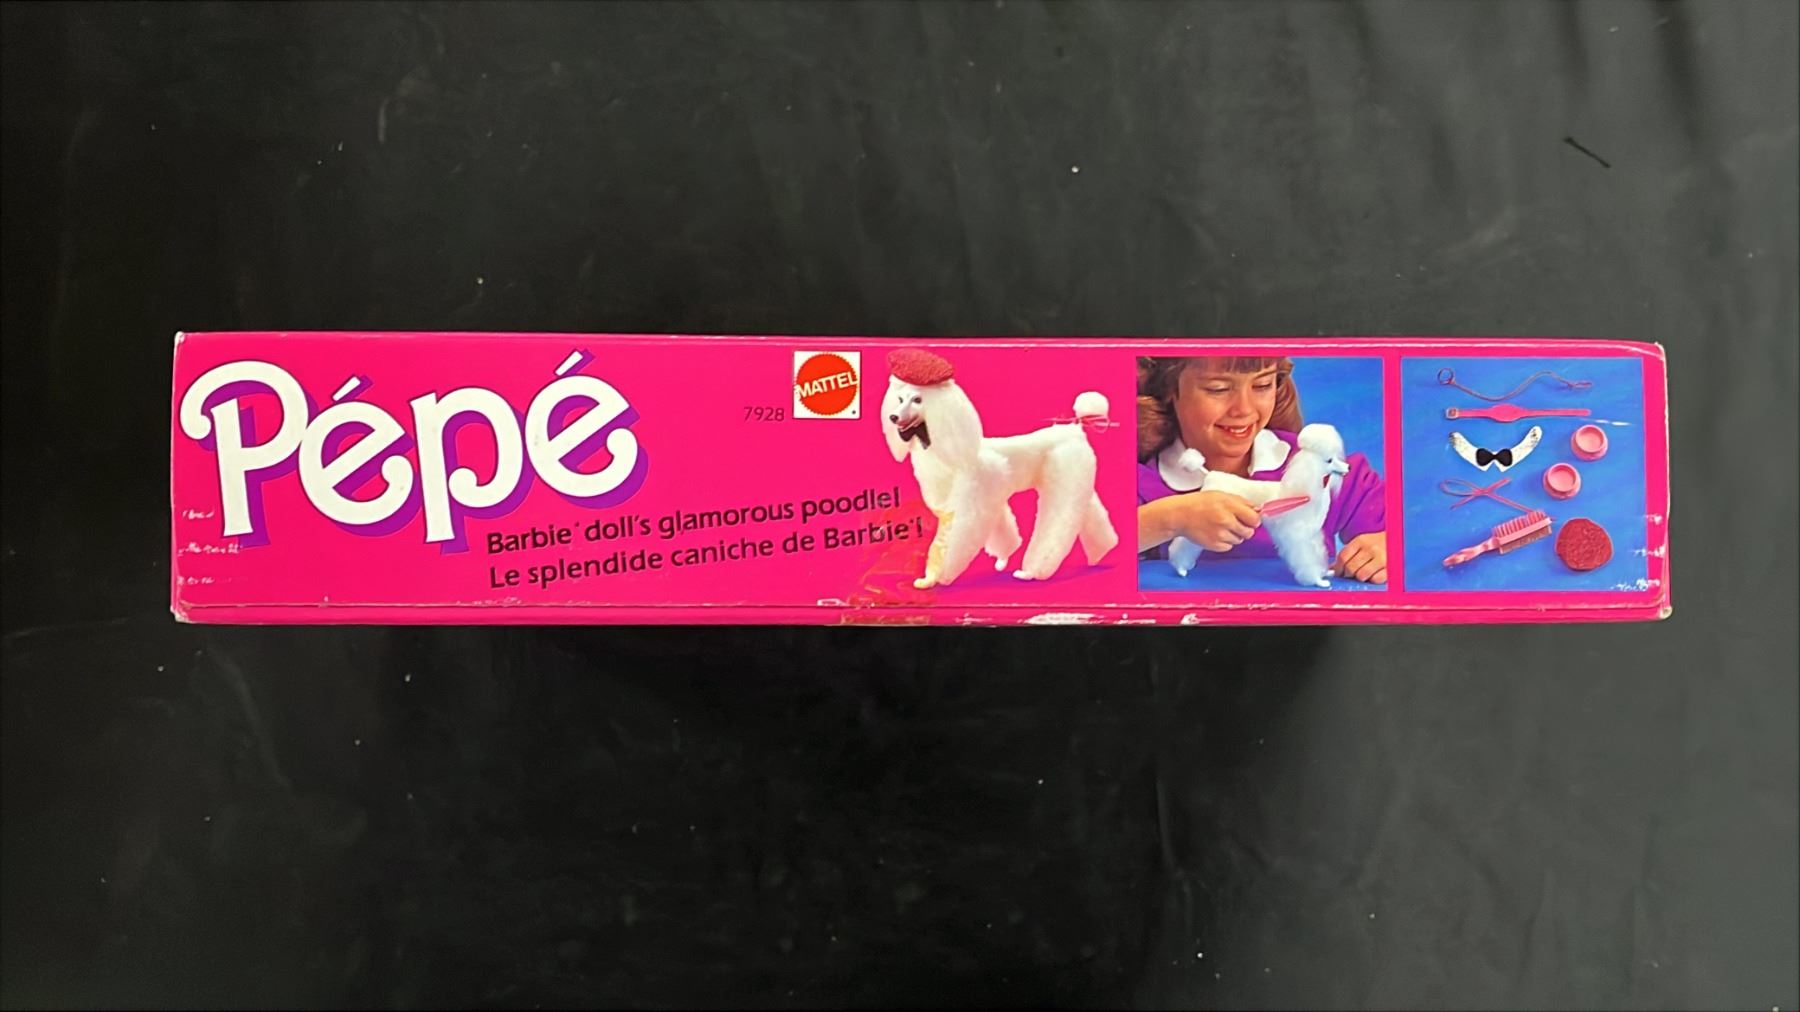 Pépé
MATTEL
7928
Barbie® doll's glamorous poodle!
Le splendide caniche de Barbie®!